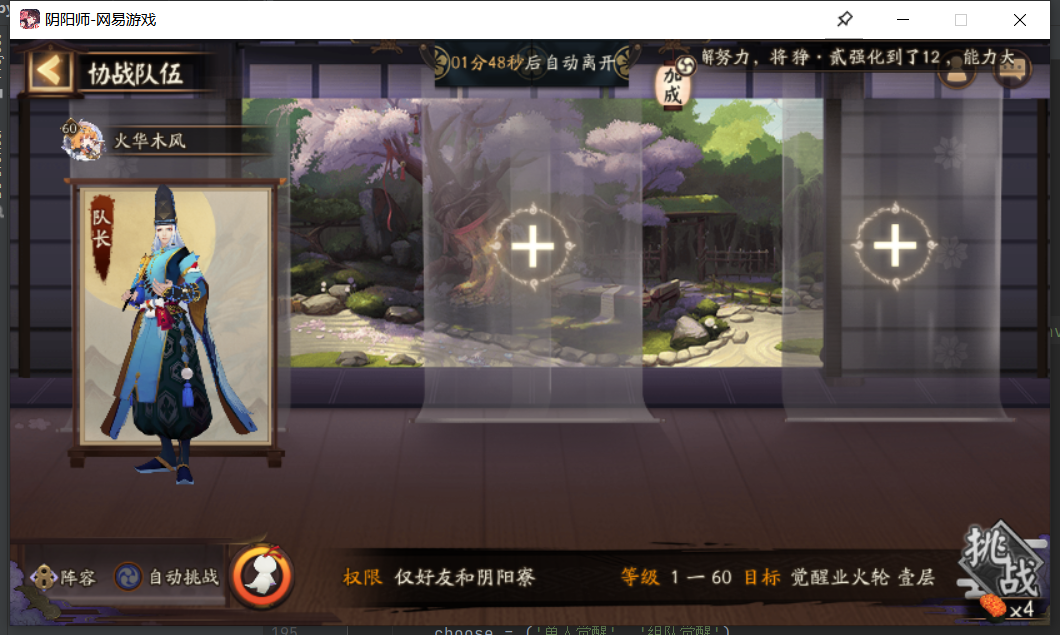 阴阳师-网易游戏
协战队伍
01分48秒后自动离开
加成
解努力，将 狰·貳强化到了12，能力大
60
火华木风
队长
阵容
自动挑战
权限 仅好友和阴阳寮
等级 1 一 60 目标 觉醒业火轮 壹层
挑战
x4
195
choose = ('单人觉醒', '组队觉醒')